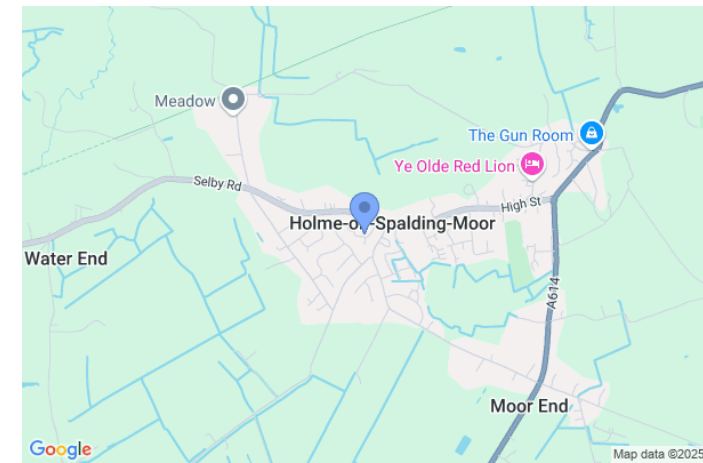 Meadow
The Gun Room
Ye Olde Red Lion
Selby Rd
High St
Holme-on-Spalding-Moor
Water End
A614
Moor End
Google
Map data ©2025